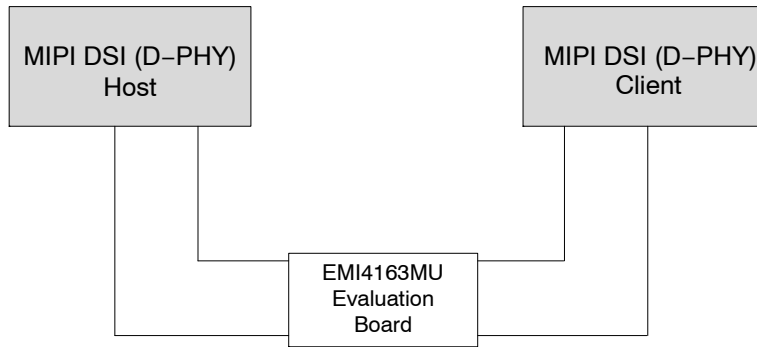 MIPI DSI (D−PHY)
Host
MIPI DSI (D−PHY)
Client
EMI4163MU
Evaluation
Board